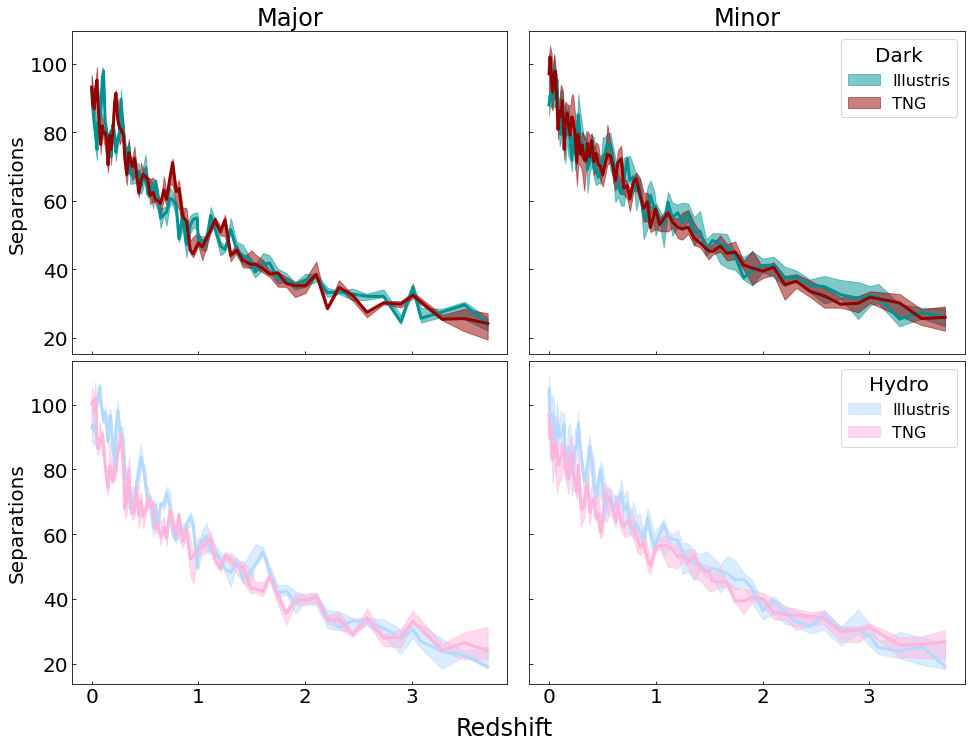 Major
Minor
Separations
100
80
60
40
20
Dark
Illustris
TNG
Separations
100
80
60
40
20
Hydro
Illustris
TNG
0 1 2 3
0 1 2 3
Redshift